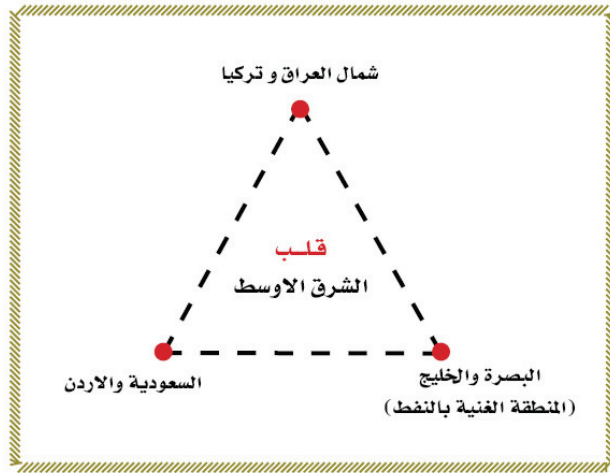 شمال العراق و تركيا
قلب
الشرق الاوسط
البصرة والخليج
(المنطقة الغنية بالنفط)
السعودية والاردن